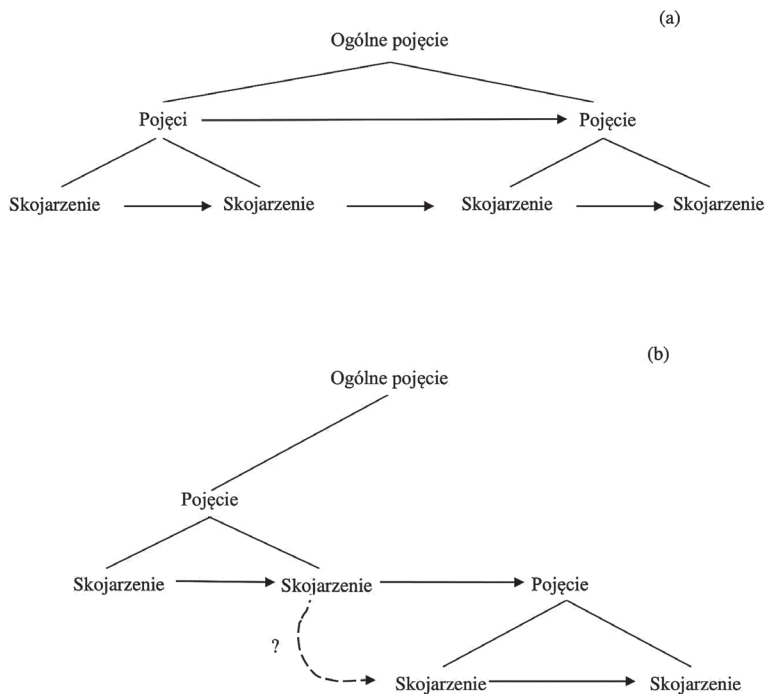 (a)
Ogólne pojęcie
Pojęci Pojęcie
Skojarzenie Skojarzenie Skojarzenie Skojarzenie
(b)
Ogólne pojęcie
Pojęcie
Skojarzenie Skojarzenie Pojęcie
?
Skojarzenie Skojarzenie